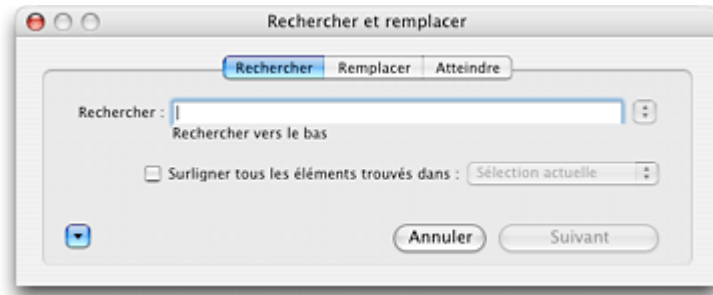 Rechercher et remplacer
Rechercher Remplacer Atteindre
Rechercher :
Rechercher vers le bas
Surligner tous les éléments trouvés dans : Sélection actuelle
Annuler Suivant